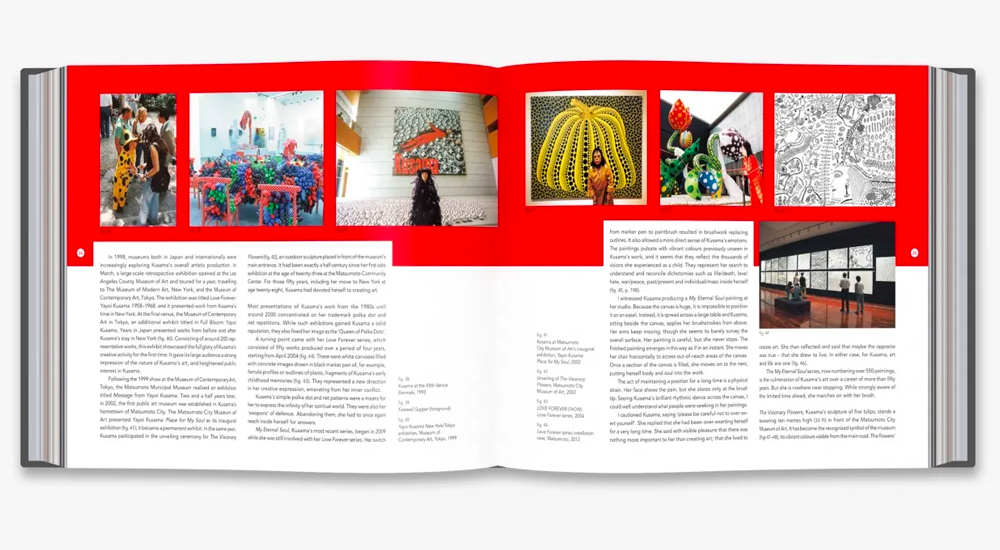 In 1998, museums both in Japan and internationally were
increasingly exploring Kusama's overall artistic production. In
March, a large-scale retrospective exhibition opened at the Los
Angeles County Museum of Art and toured for a year, travelling
to The Museum of Modern Art, New York, and the Museum of
Contemporary Art, Tokyo. The exhibition was titled Love Forever:
Yayoi Kusama 1958–1968, and it presented work from Kusama's
time in New York. At the final venue, the Museum of Contemporary
Art in Tokyo, an additional exhibit titled In Full Bloom: Yayoi
Kusama, Years in Japan presented works from before and after
Kusama's stay in New York (fig. 40). Consisting of around 200 rep-
resentative works, this exhibit showcased the full glory of Kusama's
creative activity for the first time. It gave its large audience a strong
impression of the nature of Kusama's art, and heightened public
interest in Kusama.
Following the 1999 show at the Museum of Contemporary Art,
Tokyo, the Matsumoto Municipal Museum realised an exhibition
titled Message from Yayoi Kusama. Two and a half years later,
in 2002, the first public art museum was established in Kusama's
hometown of Matsumoto City. The Matsumoto City Museum of
Art presented Yayoi Kusama: Place for My Soul as its inaugural
exhibition (fig. 41); it became a permanent exhibit. In the same year,
Kusama participated in the unveiling ceremony for The Visionary
Flowers (fig. 42), an outdoor sculpture placed in front of the museum's
main entrance. It had been exactly a half century since her first solo
exhibition at the age of twenty-three at the Matsumoto Community
Center. For those fifty years, including her move to New York at
age twenty-eight, Kusama had devoted herself to creating art.
Most presentations of Kusama's work from the 1980s until
around 2000 concentrated on her trademark polka dot and
net repetitions. While such exhibitions gained Kusama a solid
reputation, they also fixed her image as the 'Queen of Polka Dots'.
A turning point came with her Love Forever series, which
consisted of fifty works produced over a period of four years,
starting from April 2004 (fig. 44). These were white canvasses filled
with concrete images drawn in black marker pen of, for example,
female profiles or outlines of plants, fragments of Kusama's early
childhood memories (fig. 43). They represented a new direction
in her creative expression, emanating from her inner conflict.
Kusama's simple polka dot and net patterns were a means for
her to express the infinity of her spiritual world. They were also her
'weapons' of defence. Abandoning them, she had to once again
reach inside herself for answers.
My Eternal Soul, Kusama's most recent series, began in 2009
while she was still involved with her Love Forever series. Her switch
fig. 38
Kusama at the 45th Venice
Biennale, 1993
fig. 39
Farewell Supper (foreground)
fig. 40
Yayoi Kusama New York/Tokyo
exhibition, Museum of
Contemporary Art, Tokyo, 1999
fig. 41
Kusama at Matsumoto
City Museum of Art's inaugural
exhibition, Yayoi Kusama:
Place for My Soul, 2002
fig. 42
Unveiling of The Visionary
Flowers, Matsumoto City
Museum of Art, 2002
fig. 43
LOVE FOREVER [TAOW]
Love Forever series, 2004
fig. 44
Love Forever series installation
view, Matsumoto, 2012
from marker pen to paintbrush resulted in brushwork replacing
outlines. It also allowed a more direct sense of Kusama's emotions.
The paintings pulsate with vibrant colours previously unseen in
Kusama's work, and it seems that they reflect the thousands of
visions she experienced as a child. They represent her search to
understand and reconcile dichotomies such as life/death, love/
hate, war/peace, past/present and individual/mass inside herself
(fig. 45, p. 198).
I witnessed Kusama producing a My Eternal Soul painting at
her studio. Because the canvas is huge, it is impossible to position
it on an easel. Instead, it is spread across a large table and Kusama,
sitting beside the canvas, applies her brushstrokes from above.
Her arms keep moving, though she seems to barely survey the
overall surface. Her painting is careful, but she never stops. The
finished painting emerges in this way as if in an instant. She moves
her chair horizontally to access out-of-reach areas of the canvas.
Once a section of the canvas is filled, she moves on to the next,
putting herself body and soul into the work.
The act of maintaining a position for a long time is a physical
strain. Her face shows the pain, but she stares only at the brush
tip. Seeing Kusama's brilliant rhythmic dance across the canvas, I
could well understand what people were seeking in her paintings.
I cautioned Kusama, saying 'please be careful not to over-ex-
ert yourself'. She replied that she had been over-exerting herself
for a very long time. She said with visible pleasure that there was
nothing more important to her than creating art; that she lived to
fig. 44
create art. She then reflected and said that maybe the opposite
was true – that she drew to live. In either case, for Kusama, art
and life are one (fig. 46).
The My Eternal Soul series, now numbering over 550 paintings,
is the culmination of Kusama's art over a career of more than fifty
years. But she is nowhere near stopping. While strongly aware of
the limited time ahead, she marches on with her brush.
The Visionary Flowers, Kusama's sculpture of five tulips, stands a
towering ten metres high (33 ft) in front of the Matsumoto City
Museum of Art. It has become the recognised symbol of the museum
(figs 47–48), its vibrant colours visible from the main road. The flowers'